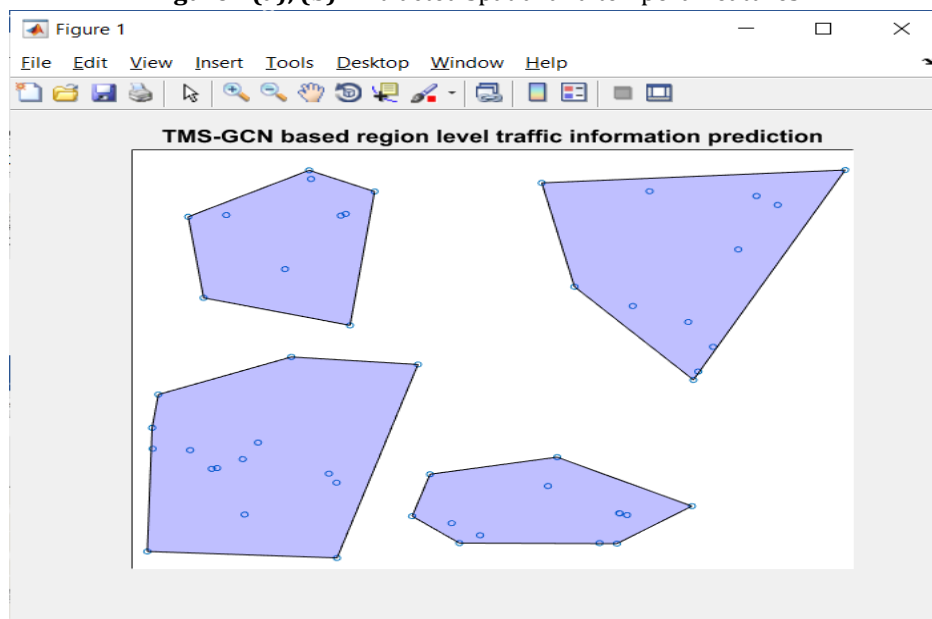 Figure 1
File Edit View Insert Tools Desktop Window Help
TMS-GCN based region level traffic information prediction